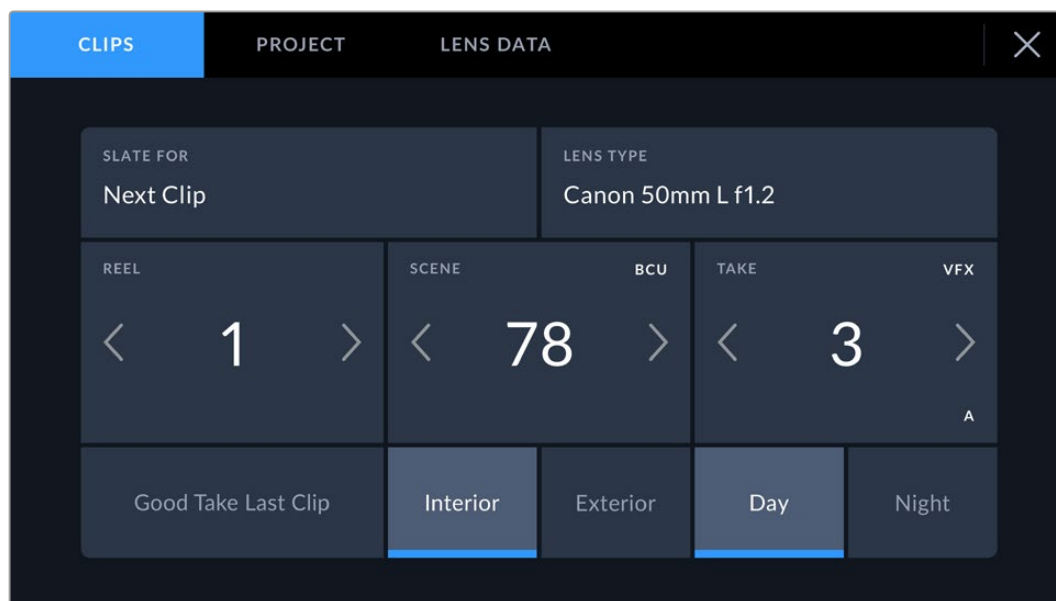 CLIPS PROJECT LENS DATA
SLATE FOR LENS TYPE
Next Clip Canon 50mm L f1.2
REEL SCENE BCU TAKE VFX
1 78 3
A
Good Take Last Clip Interior Exterior Day Night